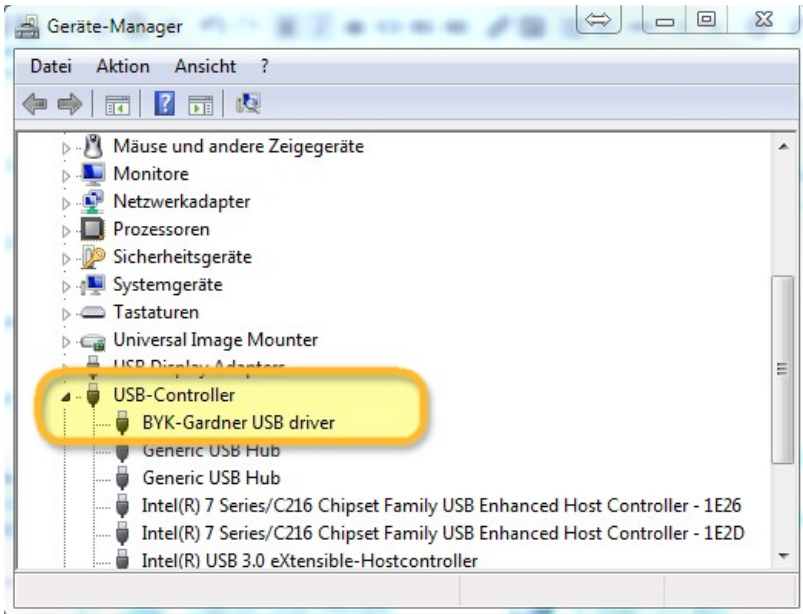 Geräte-Manager
Datei Aktion Ansicht ?
Mäuse und andere Zeigegeräte
Monitore
Netzwerkadapter
Prozessoren
Sicherheitsgeräte
Systemgeräte
Tastaturen
Universal Image Mounter
USB Display Adapters
USB-Controller
BYK-Gardner USB driver
Generic USB Hub
Generic USB Hub
Intel(R) 7 Series/C216 Chipset Family USB Enhanced Host Controller - 1E26
Intel(R) 7 Series/C216 Chipset Family USB Enhanced Host Controller - 1E2D
Intel(R) USB 3.0 eXtensible-Hostcontroller